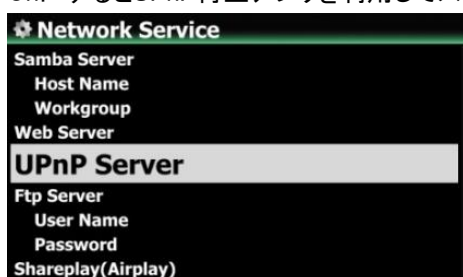 Network Service
Samba Server
Host Name
Workgroup
Web Server
UPnP Server
Ftp Server
User Name
Password
Shareplay(Airplay)